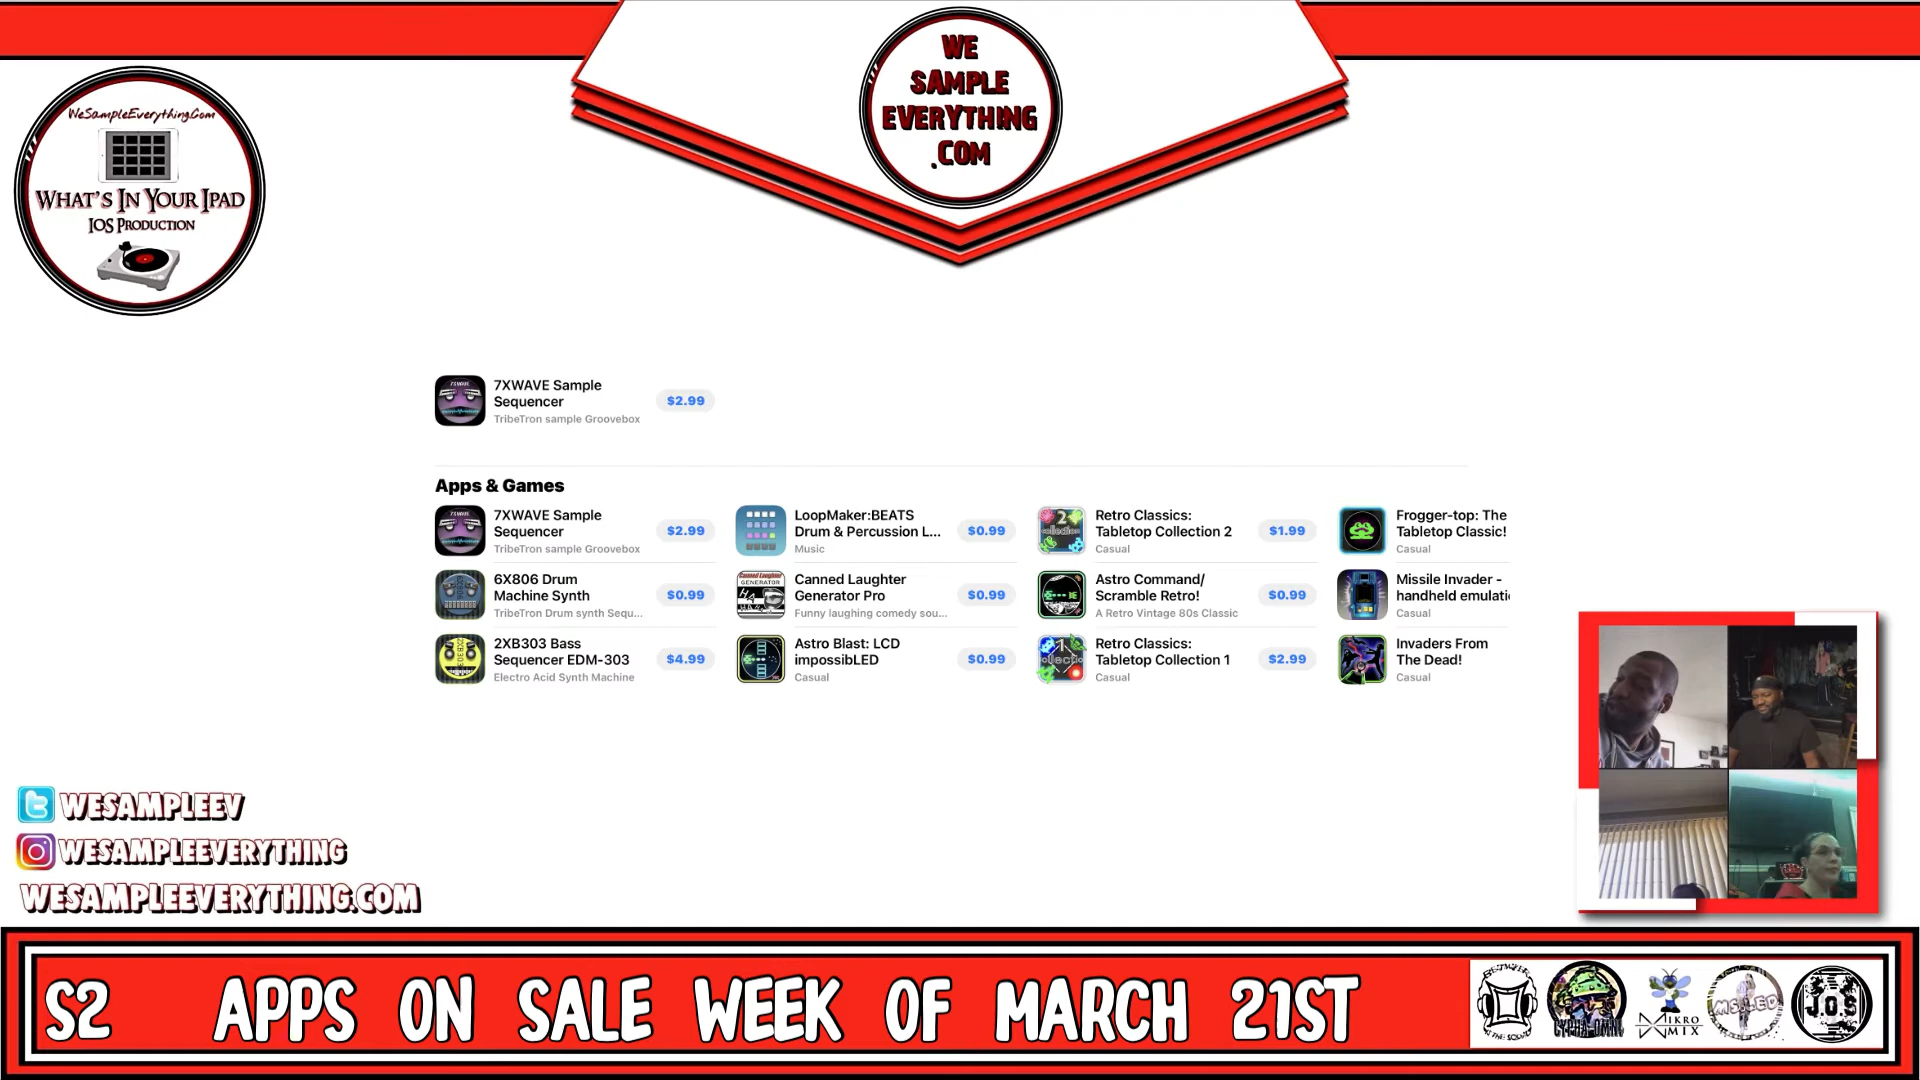 WE
SAMPLE
EVERYTHING
.COM
WeSampleEverything.Com
WHAT'S IN YOUR IPAD
IOS PRODUCTION
7XWAVE Sample
Sequencer
TribeTron sample Groovebox
$2.99
Apps & Games
7XWAVE Sample
Sequencer
TribeTron sample Groovebox
$2.99
LoopMaker:BEATS
Drum & Percussion L...
Music
$0.99
Retro Classics:
Tabletop Collection 2
Casual
$1.99
Frogger-top: The
Tabletop Classic!
Casual
6X806 Drum
Machine Synth
TribeTron Drum synth Sequ...
$0.99
Canned Laughter
Generator Pro
Funny laughing comedy sou...
$0.99
Astro Command/
Scramble Retro!
A Retro Vintage 80s Classic
$0.99
Missile Invader -
handheld emulati
Casual
2XB303 Bass
Sequencer EDM-303
Electro Acid Synth Machine
$4.99
Astro Blast: LCD
impossibLED
Casual
$0.99
Retro Classics:
Tabletop Collection 1
Casual
$2.99
Invaders From
The Dead!
Casual
WESAMPLEEV
WESAMPLEEVERYTHING
WESAMPLEEVERYTHING.COM
S2 APPS ON SALE WEEK OF MARCH 21ST
CYPHA OMNI
MIKRO
MIX
MS.LED
J.O.S